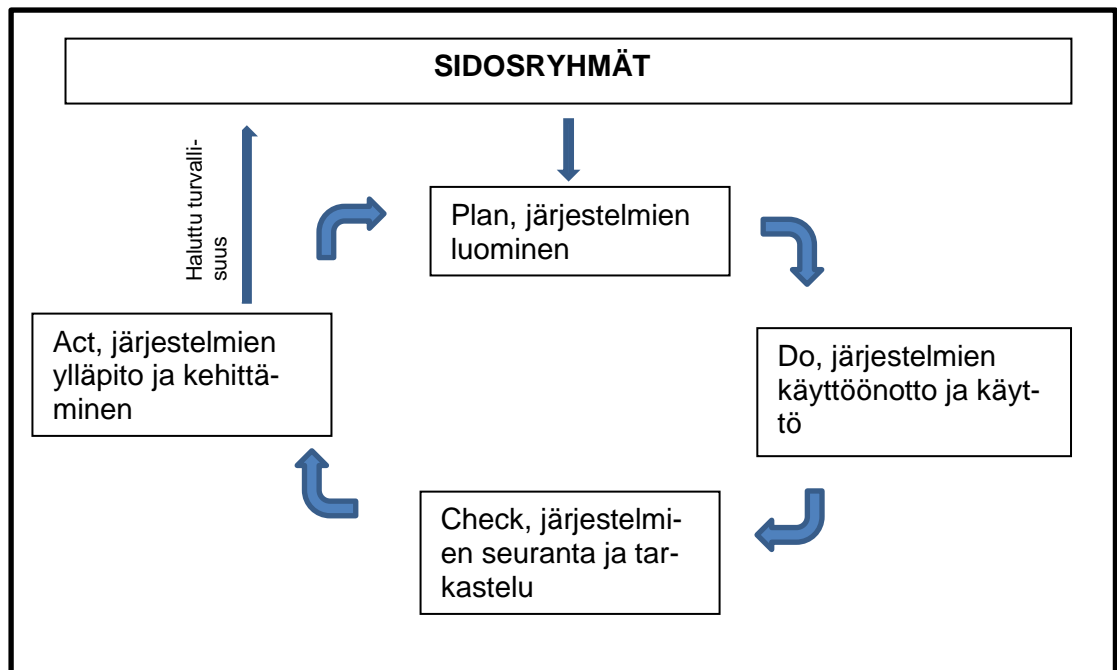 SIDOSRYHMÄT
Haluttu turvalli-
suus
Plan, järjestelmien
luominen
Act, järjestelmien
ylläpito ja kehittä-
minen
Do, järjestelmien
käyttöönotto ja käyt-
tö
Check, järjestelmi-
en seuranta ja tar-
kastelu